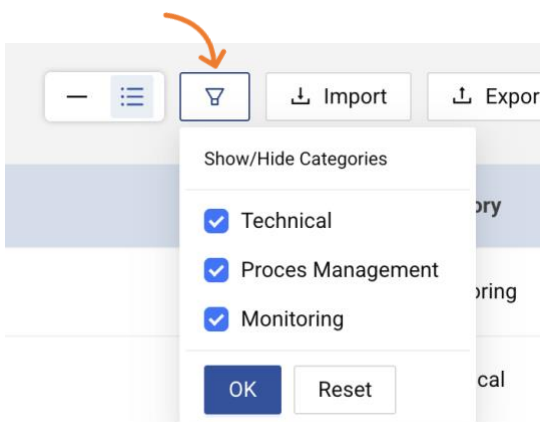 Import
Expor
Show/Hide Categories
ory
Technical
Proces Management
oring
Monitoring
cal
OK
Reset